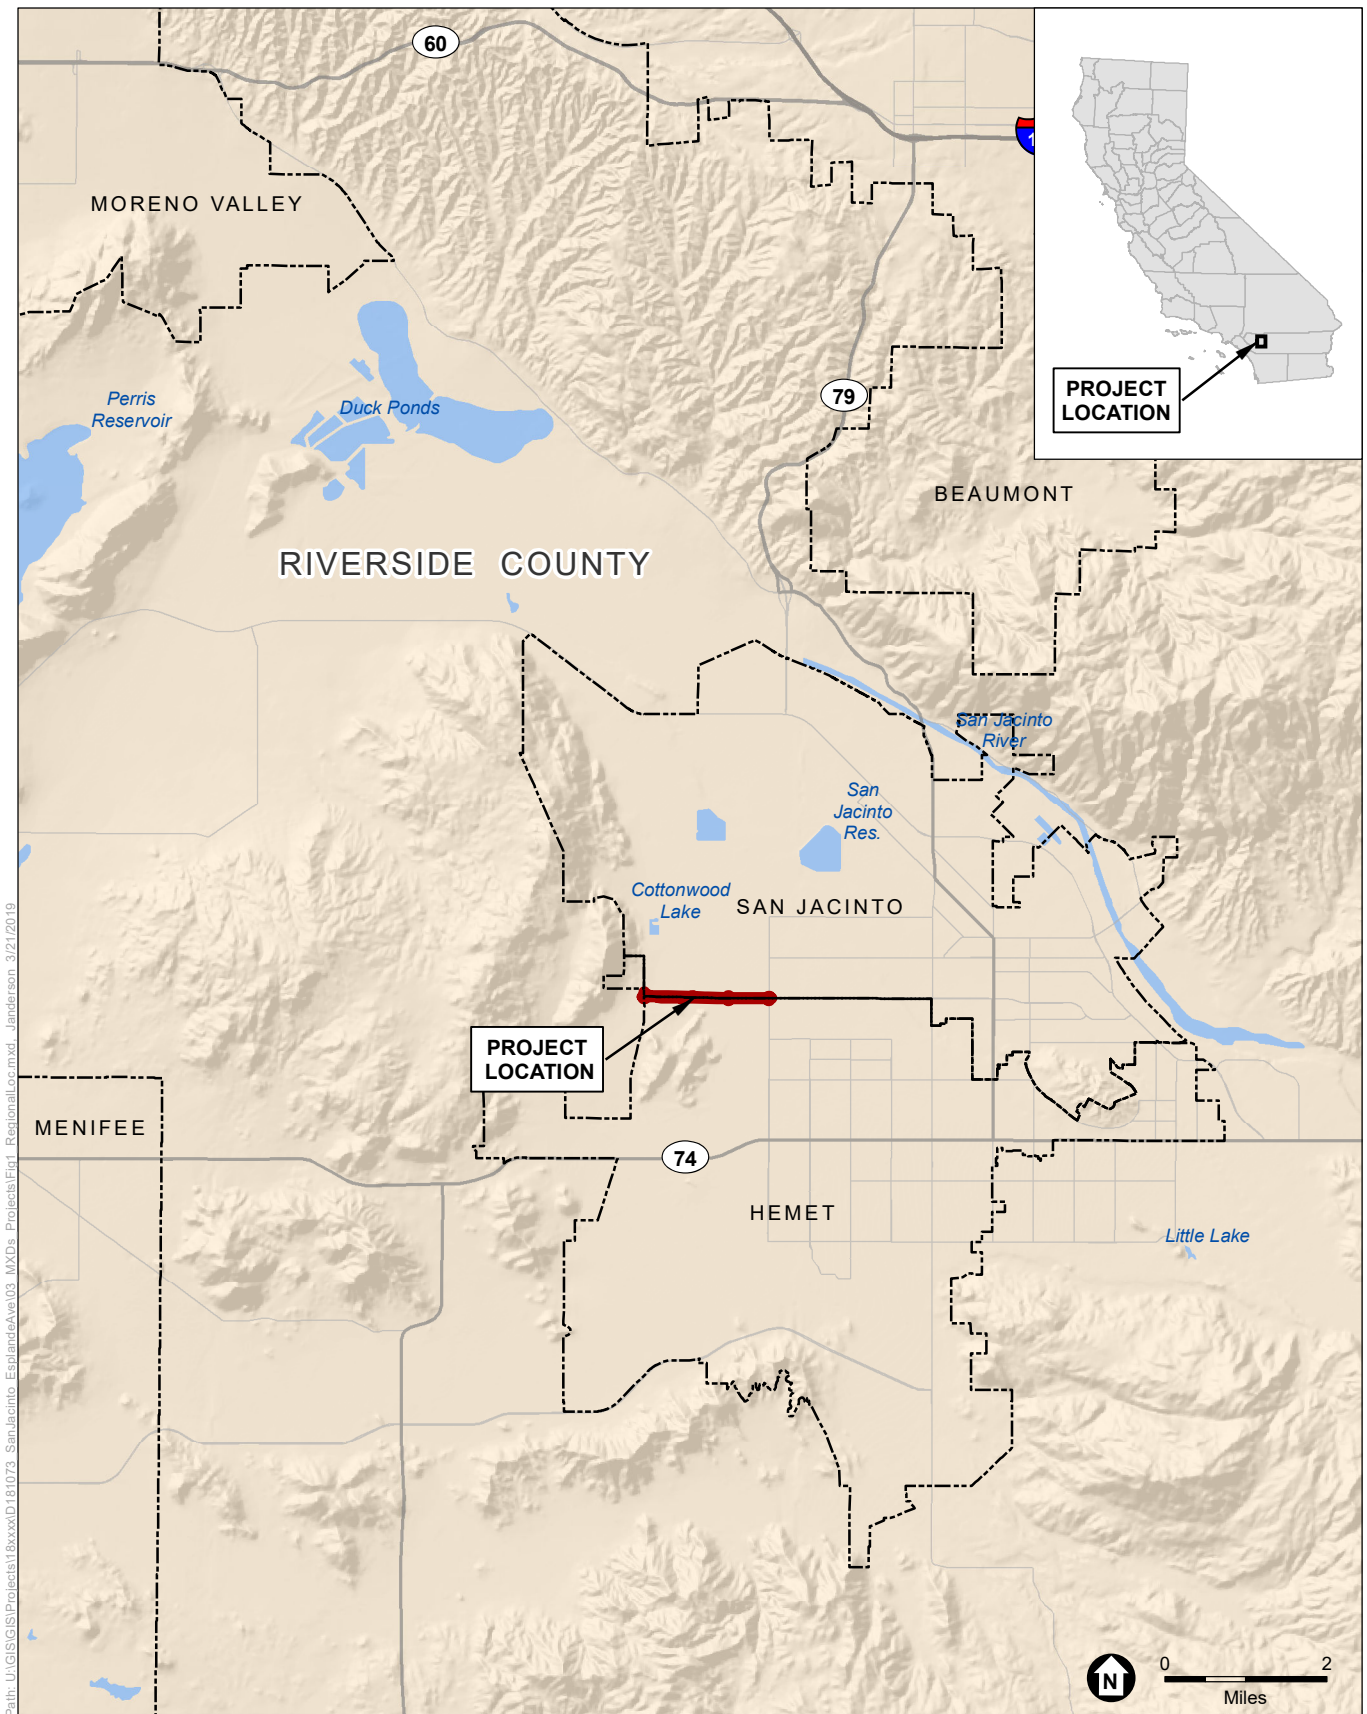 60
1
MORENO VALLEY
PROJECT
LOCATION
Perris
Reservoir
Duck Ponds
79
BEAUMONT
RIVERSIDE COUNTY
San Jacinto
River
San
Jacinto
Res.
Cottonwood
Lake
SAN JACINTO
PROJECT
LOCATION
MENIFEE
74
HEMET
Little Lake
N
0 2
Miles
Path: U:\GIS\GIS\Projects\18xxxx\D181073_SanJacinto_EsplandeAve\03_MXDs_Projects\Fig1_RegionalLoc.mxd, Janderson 3/21/2019